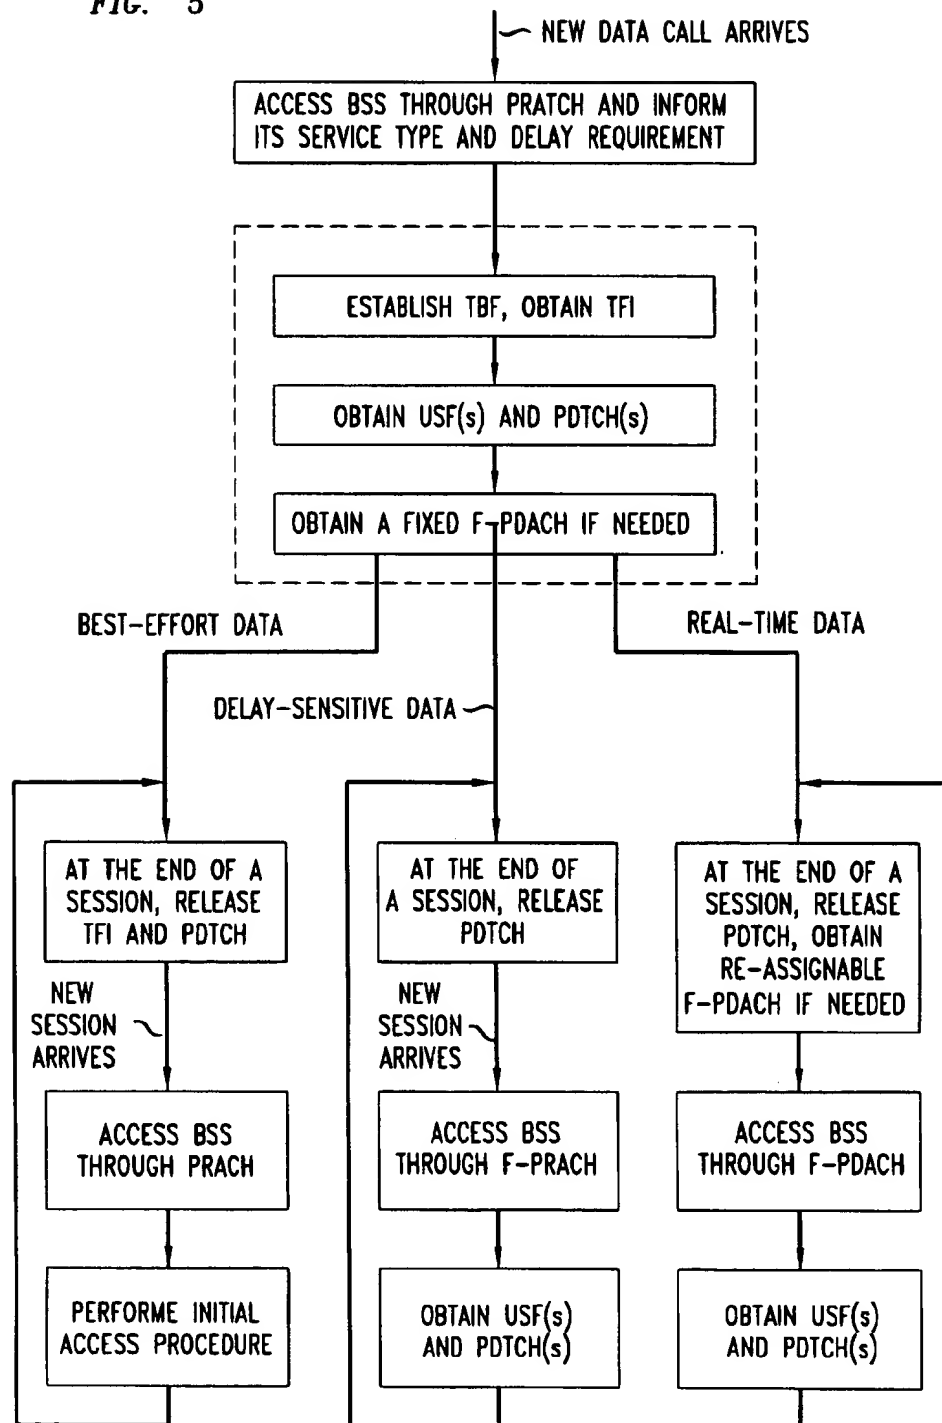 FIG. 5
NEW DATA CALL ARRIVES
ACCESS BSS THROUGH PRATCH AND INFORM
ITS SERVICE TYPE AND DELAY REQUIREMENT
ESTABLISH TBF, OBTAIN TFI
OBTAIN USF(s) AND PDTCH(s)
OBTAIN A FIXED F-PDACH IF NEEDED
BEST-EFFORT DATA
REAL-TIME DATA
DELAY-SENSITIVE DATA
AT THE END OF A
SESSION, RELEASE
TFI AND PDTCH
AT THE END OF
A SESSION, RELEASE
PDTCH
AT THE END OF A
SESSION, RELEASE
PDTCH, OBTAIN
RE-ASSIGNABLE
F-PDACH IF NEEDED
NEW
SESSION
ARRIVES
NEW
SESSION
ARRIVES
ACCESS BSS
THROUGH PRACH
ACCESS BSS
THROUGH F-PRACH
ACCESS BSS
THROUGH F-PDACH
PERFORME INITIAL
ACCESS PROCEDURE
OBTAIN USF(s)
AND PDTCH(s)
OBTAIN USF(s)
AND PDTCH(s)